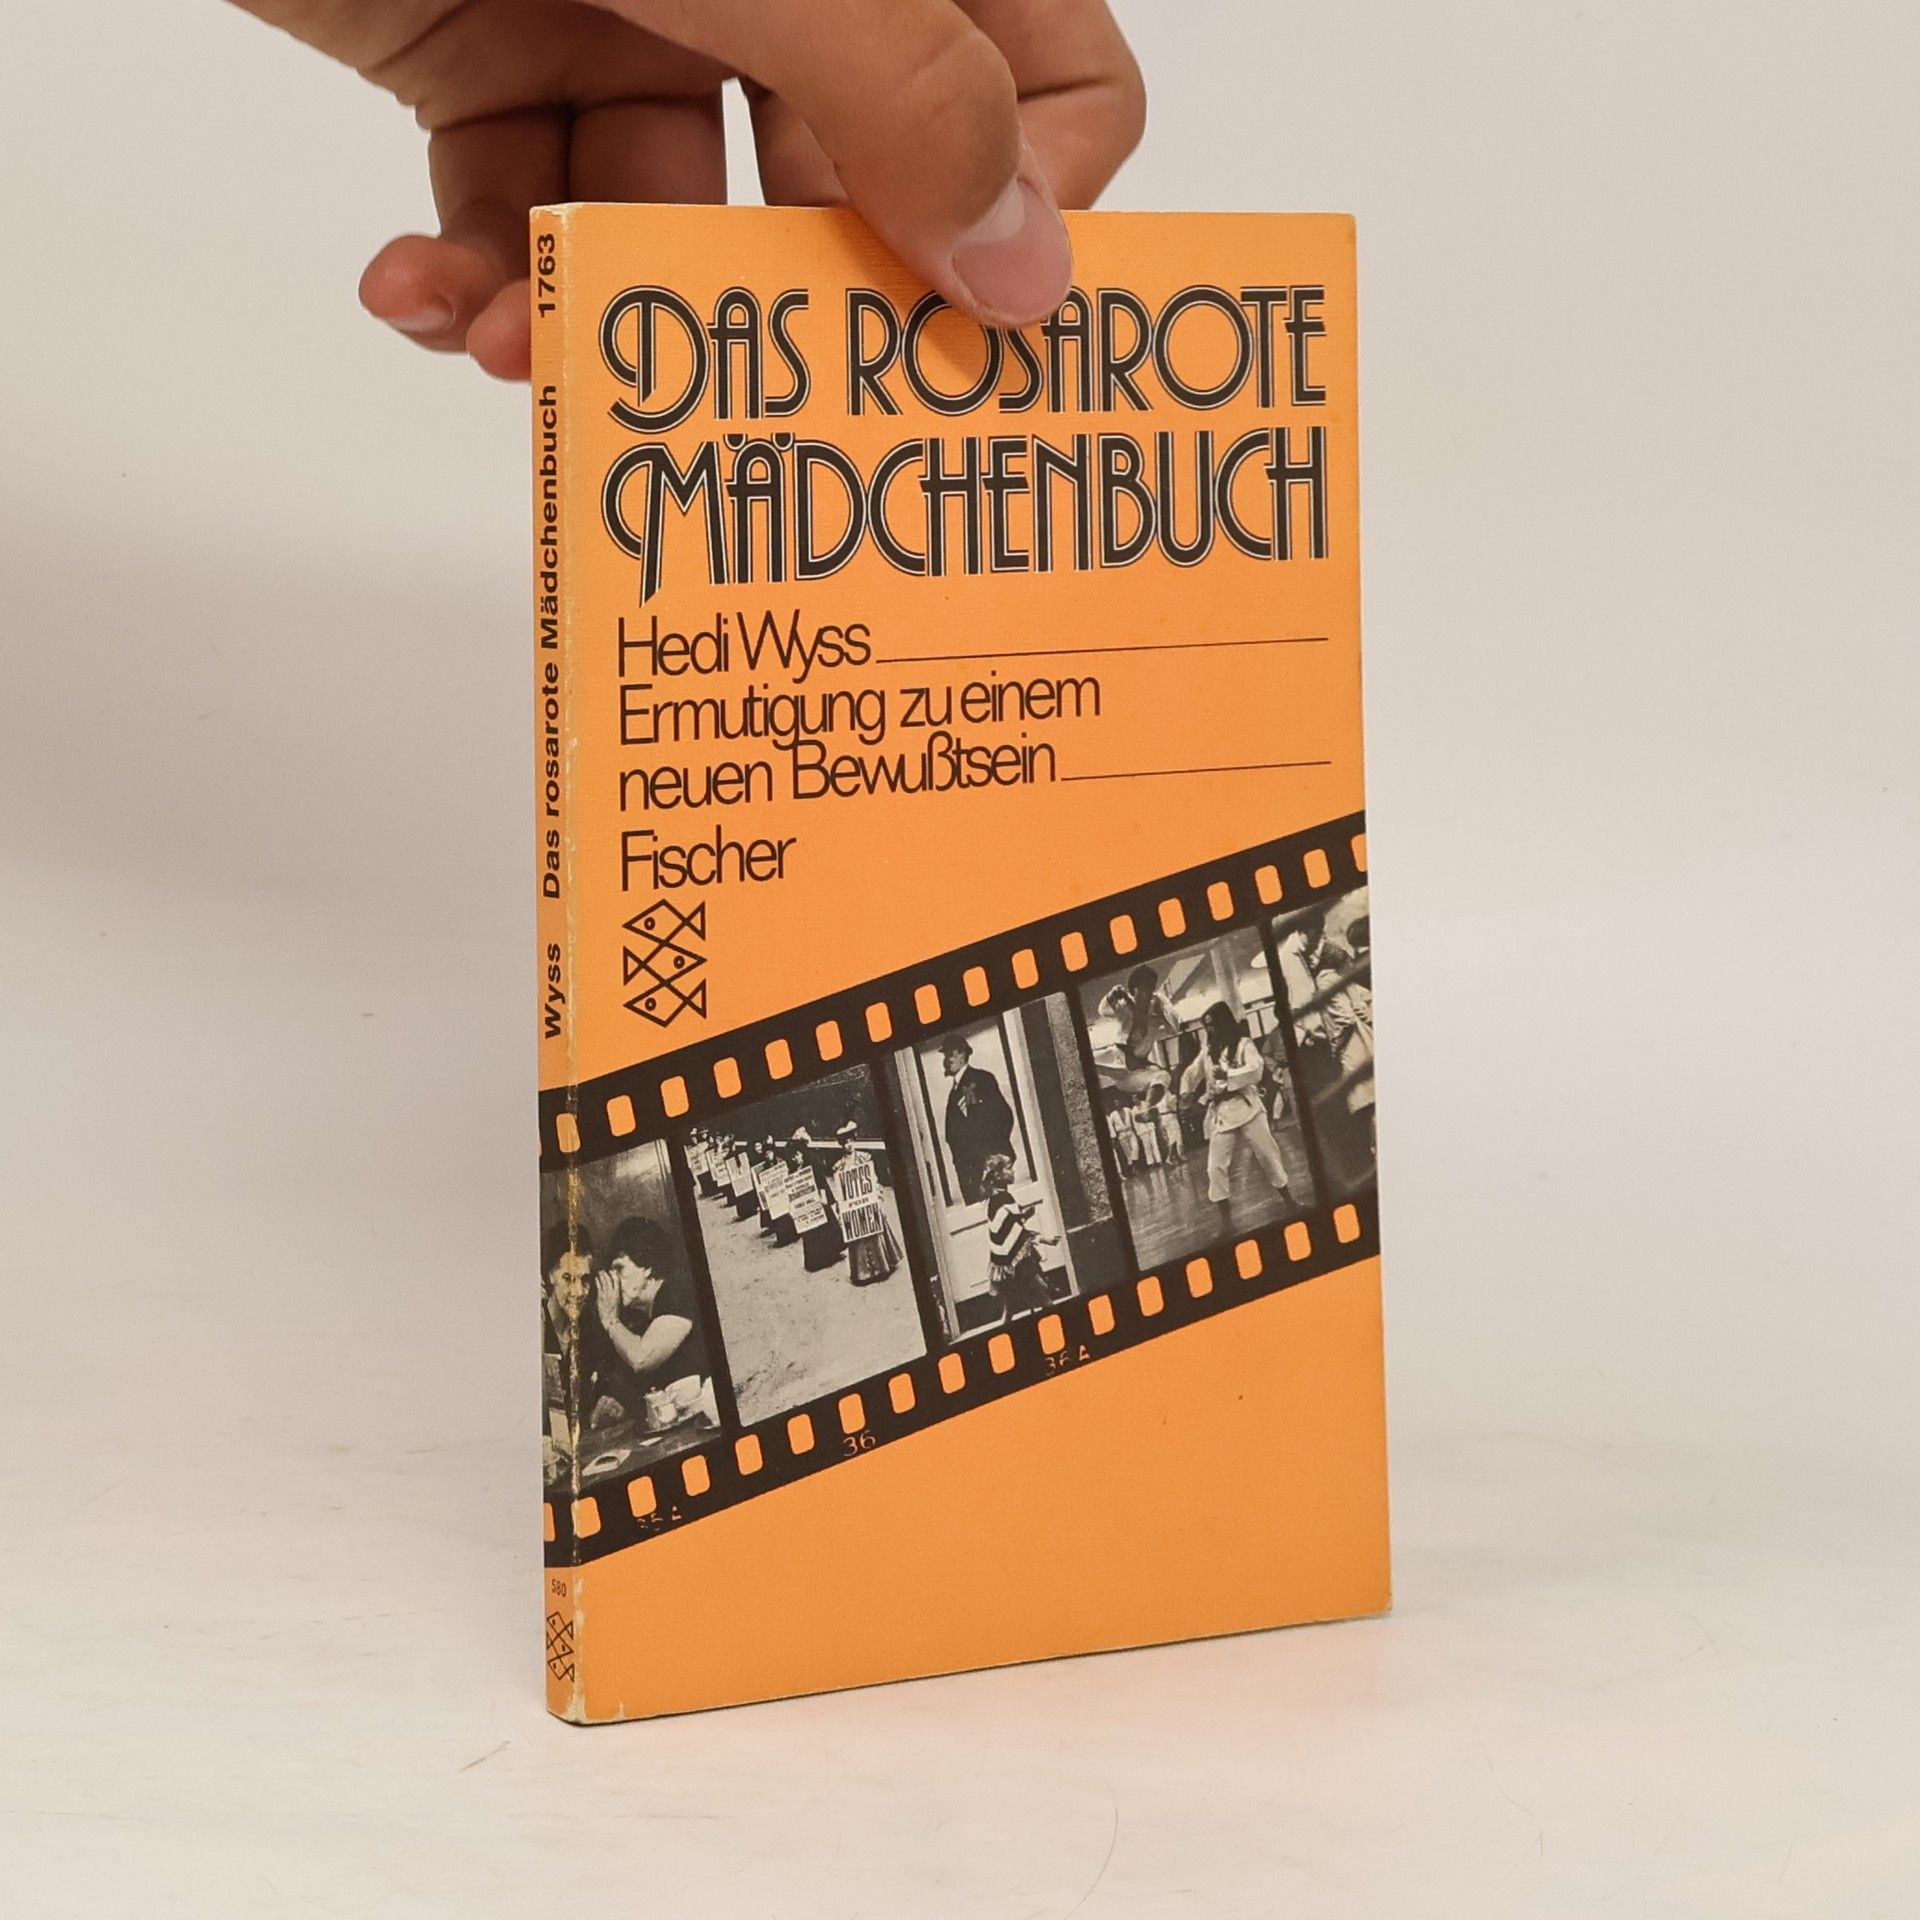 1763
Das rosarote Mädchenbuch
Wyss
580
DAS ROSAROTE
MÄDCHENBUCH
Hedi Wyss
Ermutigung zu einem
neuen Bewußtsein
Fischer
VOTES
FOR
WOMEN
36
36 A